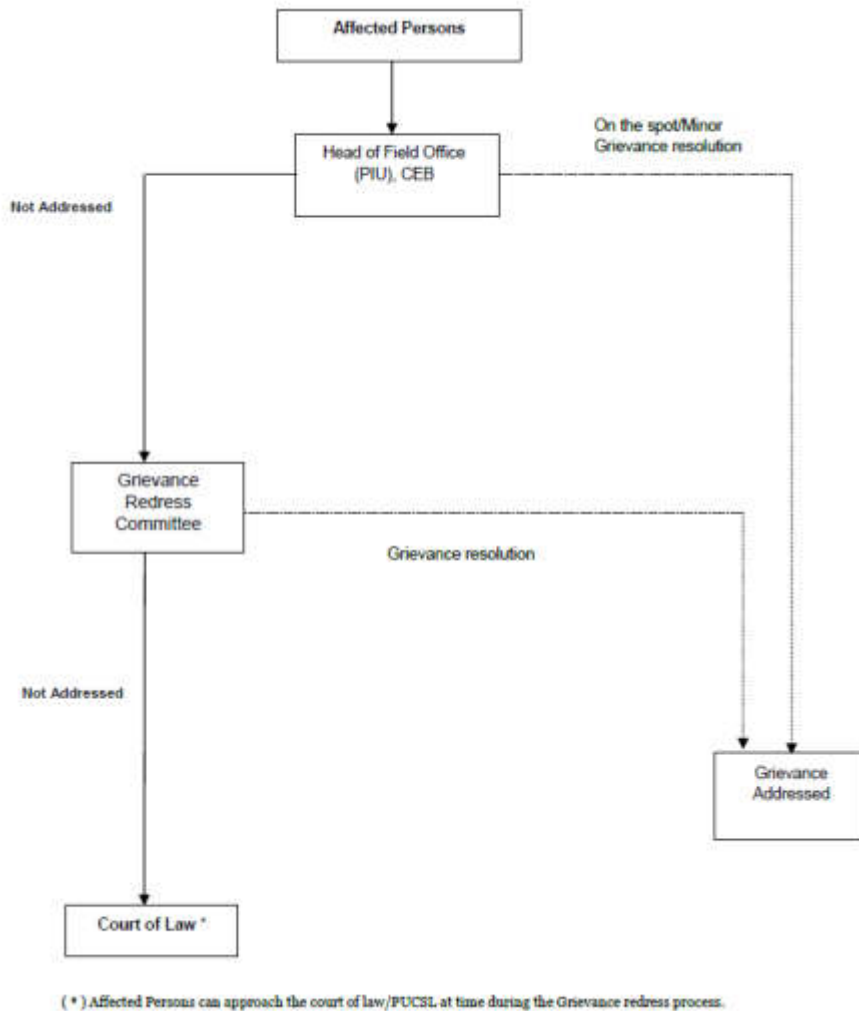 Affected Persons
On the spot/Minor
Grievance resolution
Head of Field Office
(PIU), CEB
Not Addressed
Grievance
Redress
Committee
Grievance resolution
Not Addressed
Grievance
Addressed
Court of Law *
( * ) Affected Persons can approach the court of law/PUCSL at time during the Grievance redress process.